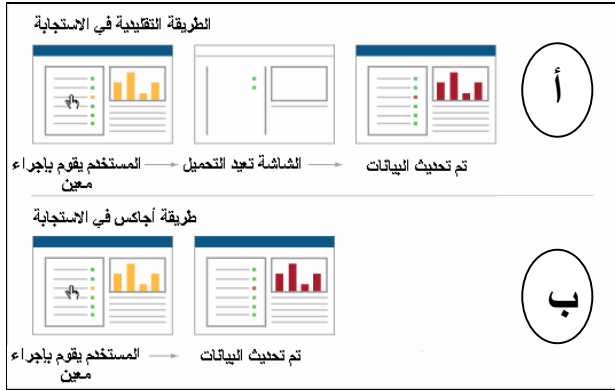 الطريقة التقليدية في الاستجابة
أ
المستخدم يقوم بإجراء معين
الشاشة تعيد التحميل
تم تحديث البيانات
طريقة أجاكس في الاستجابة
ب
المستخدم يقوم بإجراء معين
تم تحديث البيانات